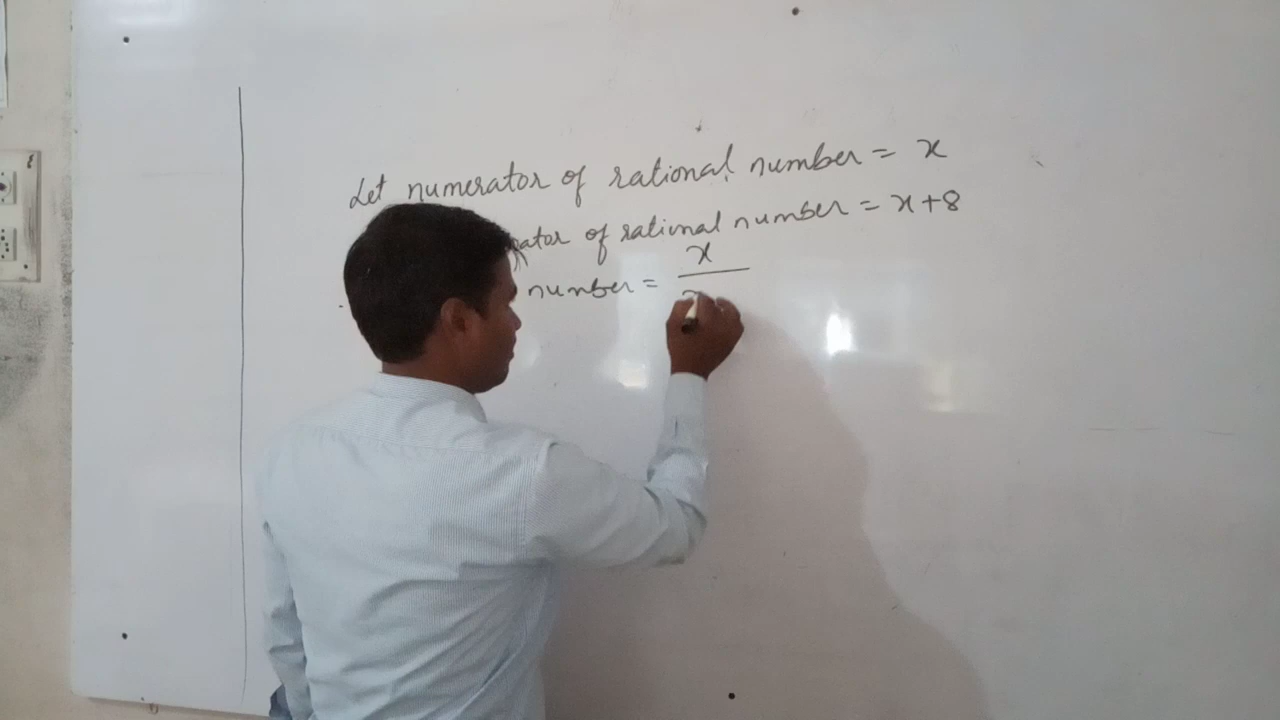 Let numerator of rational number = x
ator of rational number = x+8
number = x